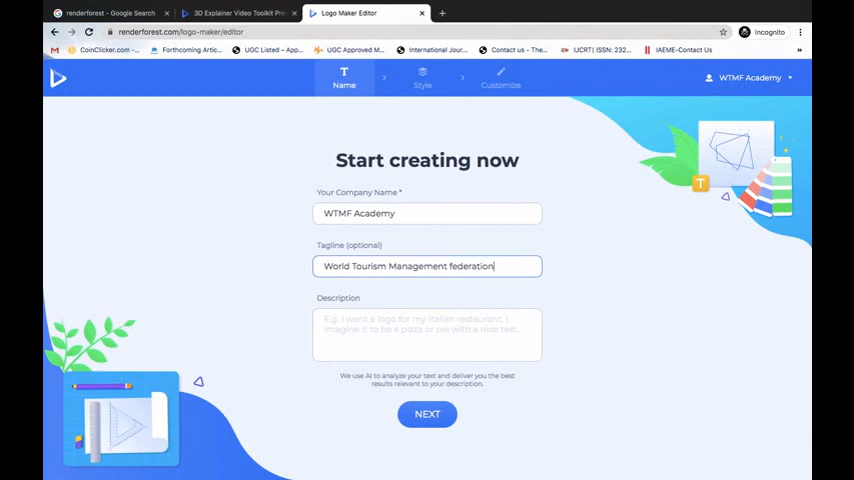 renderforest - Google Search
3D Explainer Video Toolkit Pre
Logo Maker Editor
renderforest.com/logo-maker/editor
Incognito
CoinClicker.com
Forthcoming Artic...
UGC Listed – App...
UGC Approved M...
International Jour...
Contact us - The...
IJCRT| ISSN: 232...
IAEME-Contact Us
T
Name
Style
Customize
WTMF Academy
Start creating now
Your Company Name *
WTMF Academy
Tagline (optional)
World Tourism Management federation
Description
E.g. I want a logo for my Italian restaurant. I
imagine it to be a pizza or pie with a nice text.
We use AI to analyze your text and deliver you the best
results relevant to your description.
NEXT
T